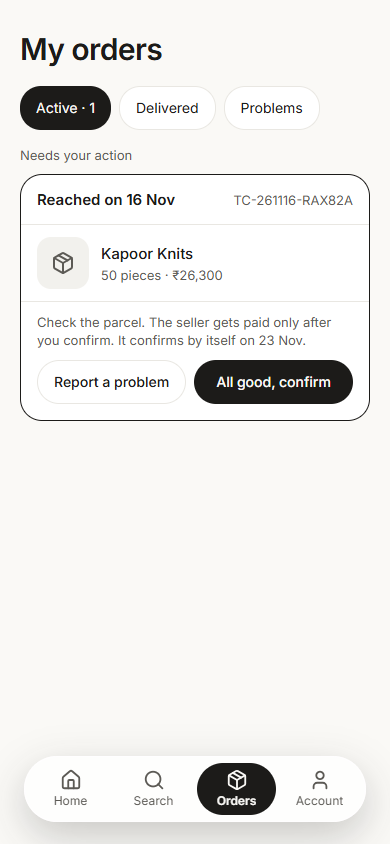 My orders
Active · 1
Delivered
Problems
Needs your action
Reached on 16 Nov
TC-261116-RAX82A
Kapoor Knits
50 pieces · ₹26,300
Check the parcel. The seller gets paid only after
you confirm. It confirms by itself on 23 Nov.
Report a problem
All good, confirm
Home
Search
Orders
Account